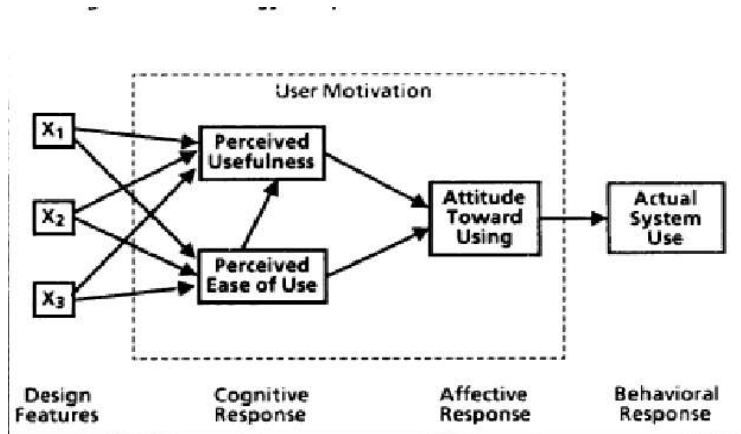 User Motivation
X1
Perceived
Usefulness
X2
Attitude
Toward
Using
Actual
System
Use
X3
Perceived
Ease of Use
Design
Features
Cognitive
Response
Affective
Response
Behavioral
Response